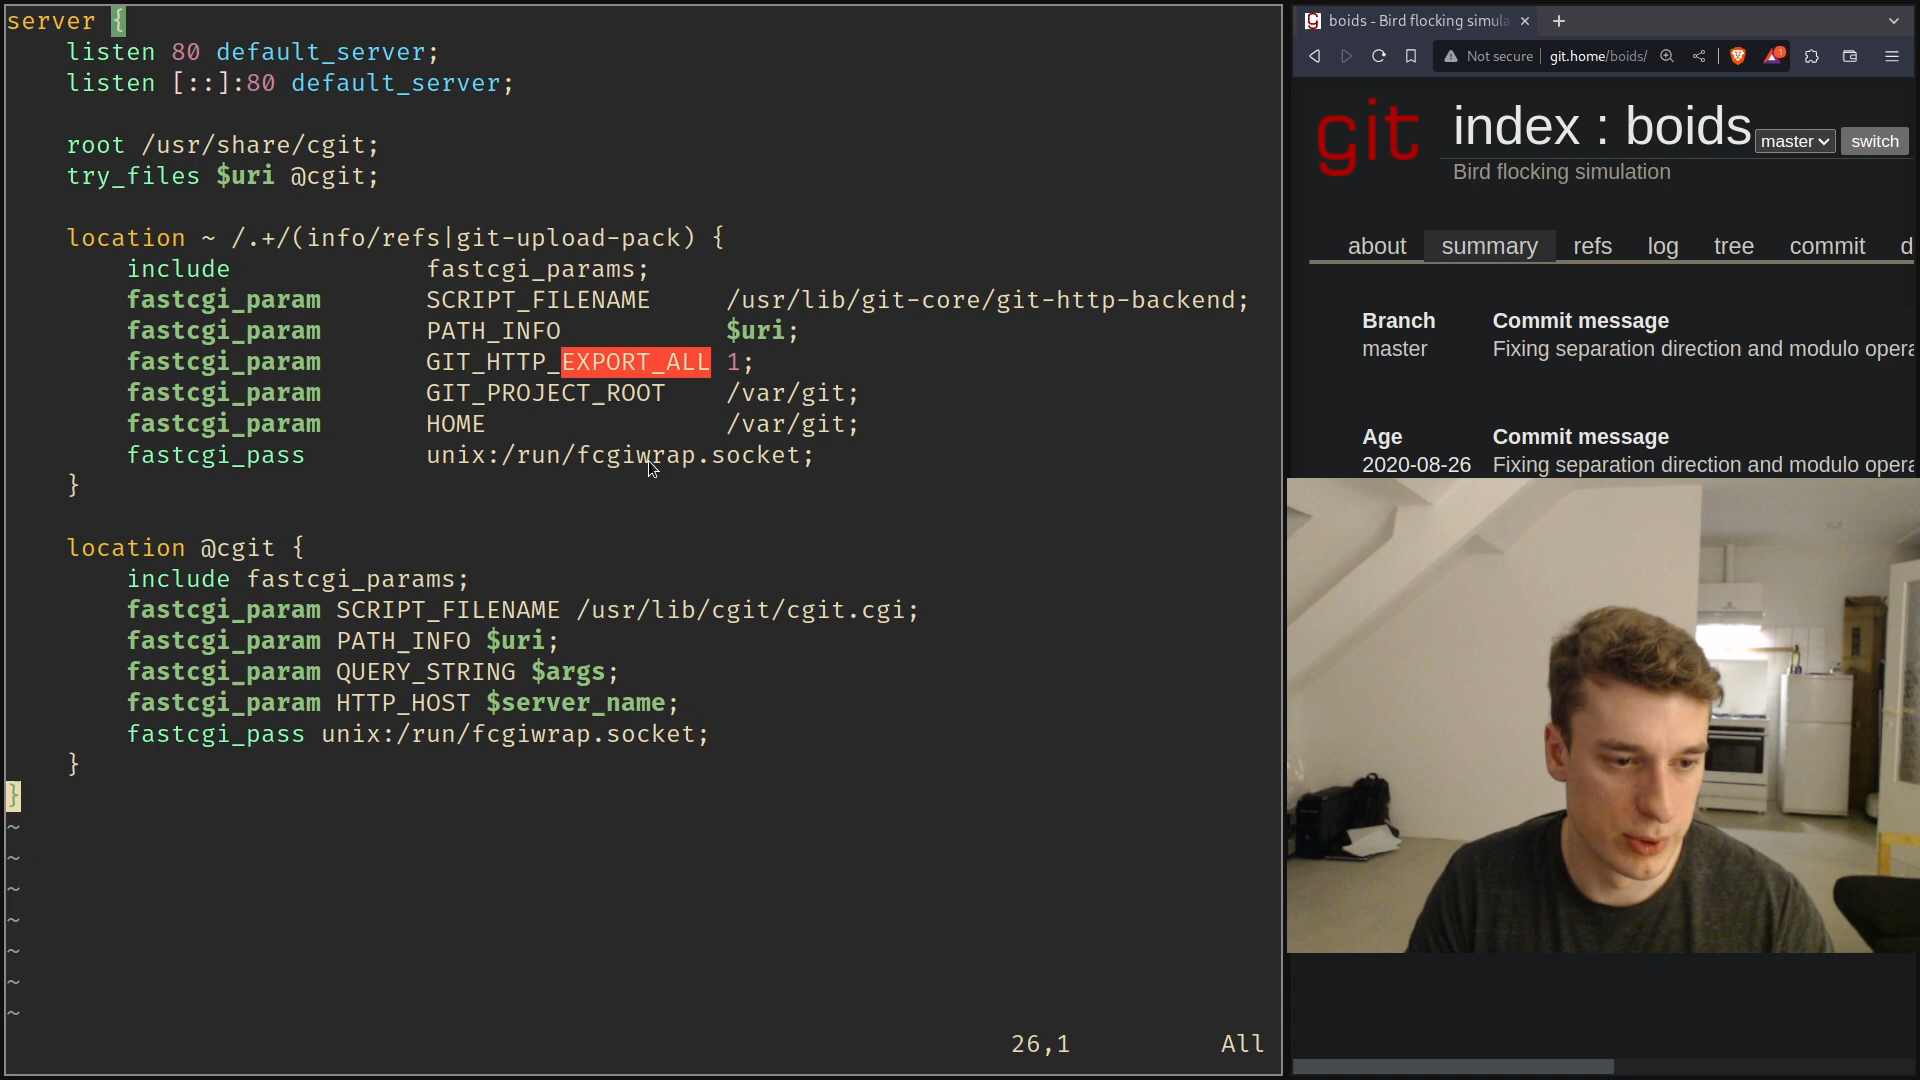 server {
    listen 80 default_server;
    listen [::]:80 default_server;
    root /usr/share/cgit;
    try_files $uri @cgit;
    location ~ /.+/(info/refs|git-upload-pack) {
        include             fastcgi_params;
        fastcgi_param       SCRIPT_FILENAME     /usr/lib/git-core/git-http-backend;
        fastcgi_param       PATH_INFO           $uri;
        fastcgi_param       GIT_HTTP_EXPORT_ALL 1;
        fastcgi_param       GIT_PROJECT_ROOT    /var/git;
        fastcgi_param       HOME                /var/git;
        fastcgi_pass        unix:/run/fcgiwrap.socket;
    }
    location @cgit {
        include fastcgi_params;
        fastcgi_param SCRIPT_FILENAME /usr/lib/cgit/cgit.cgi;
        fastcgi_param PATH_INFO $uri;
        fastcgi_param QUERY_STRING $args;
        fastcgi_param HTTP_HOST $server_name;
        fastcgi_pass unix:/run/fcgiwrap.socket;
    }
}
~
~
~
~
~
~
~
26,1 All
boids - Bird flocking simula
Not secure git.home/boids/
git
index : boids master switch
Bird flocking simulation
about summary refs log tree commit d
Branch Commit message
master Fixing separation direction and modulo opera
Age Commit message
2020-08-26 Fixing separation direction and modulo opera